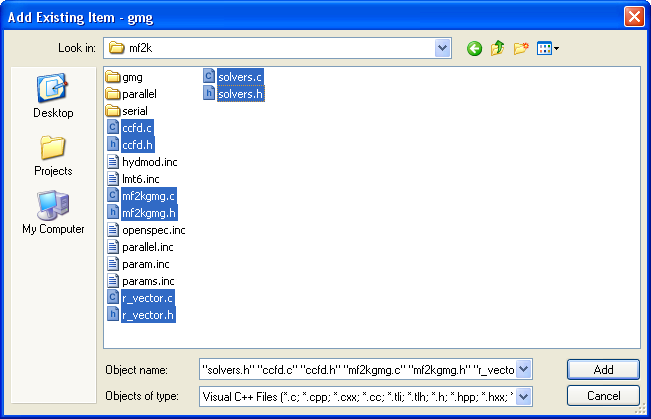 Add Existing Item - gmg
Look in: mf2k
Desktop
Projects
My Computer
gmg
parallel
serial
ccfd.c
ccfd.h
hydmod.inc
lmt6.inc
mf2kgmg.c
mf2kgmg.h
openspec.inc
parallel.inc
param.inc
params.inc
r_vector.c
r_vector.h
solvers.c
solvers.h
Object name: "solvers.h" "ccfd.c" "ccfd.h" "mf2kgmg.c" "mf2kgmg.h" "r_vecto
Add
Objects of type: Visual C++ Files (*.c; *.cpp; *.cxx; *.cc; *.tli; *.tlh; *.h; *.hpp; *.hxx; *
Cancel